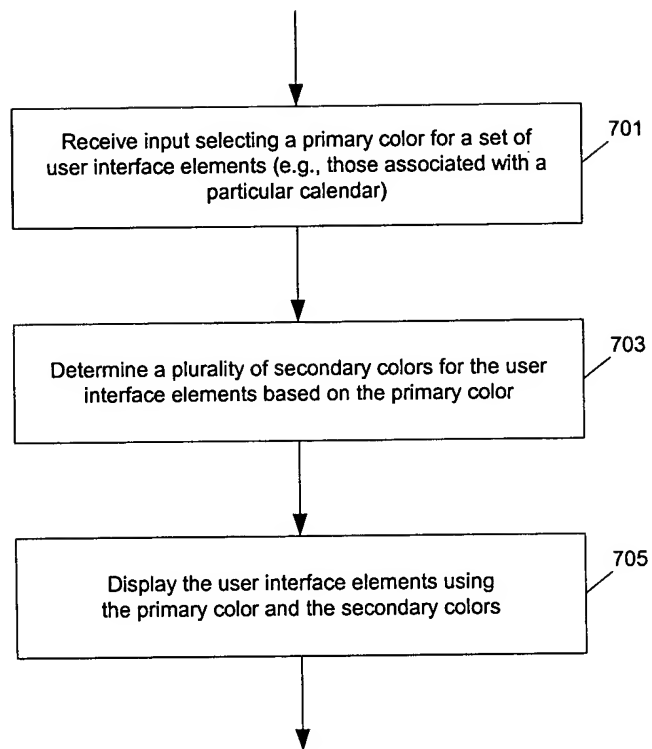 Receive input selecting a primary color for a set of
user interface elements (e.g., those associated with a
particular calendar)
701
Determine a plurality of secondary colors for the user
interface elements based on the primary color
703
Display the user interface elements using
the primary color and the secondary colors
705